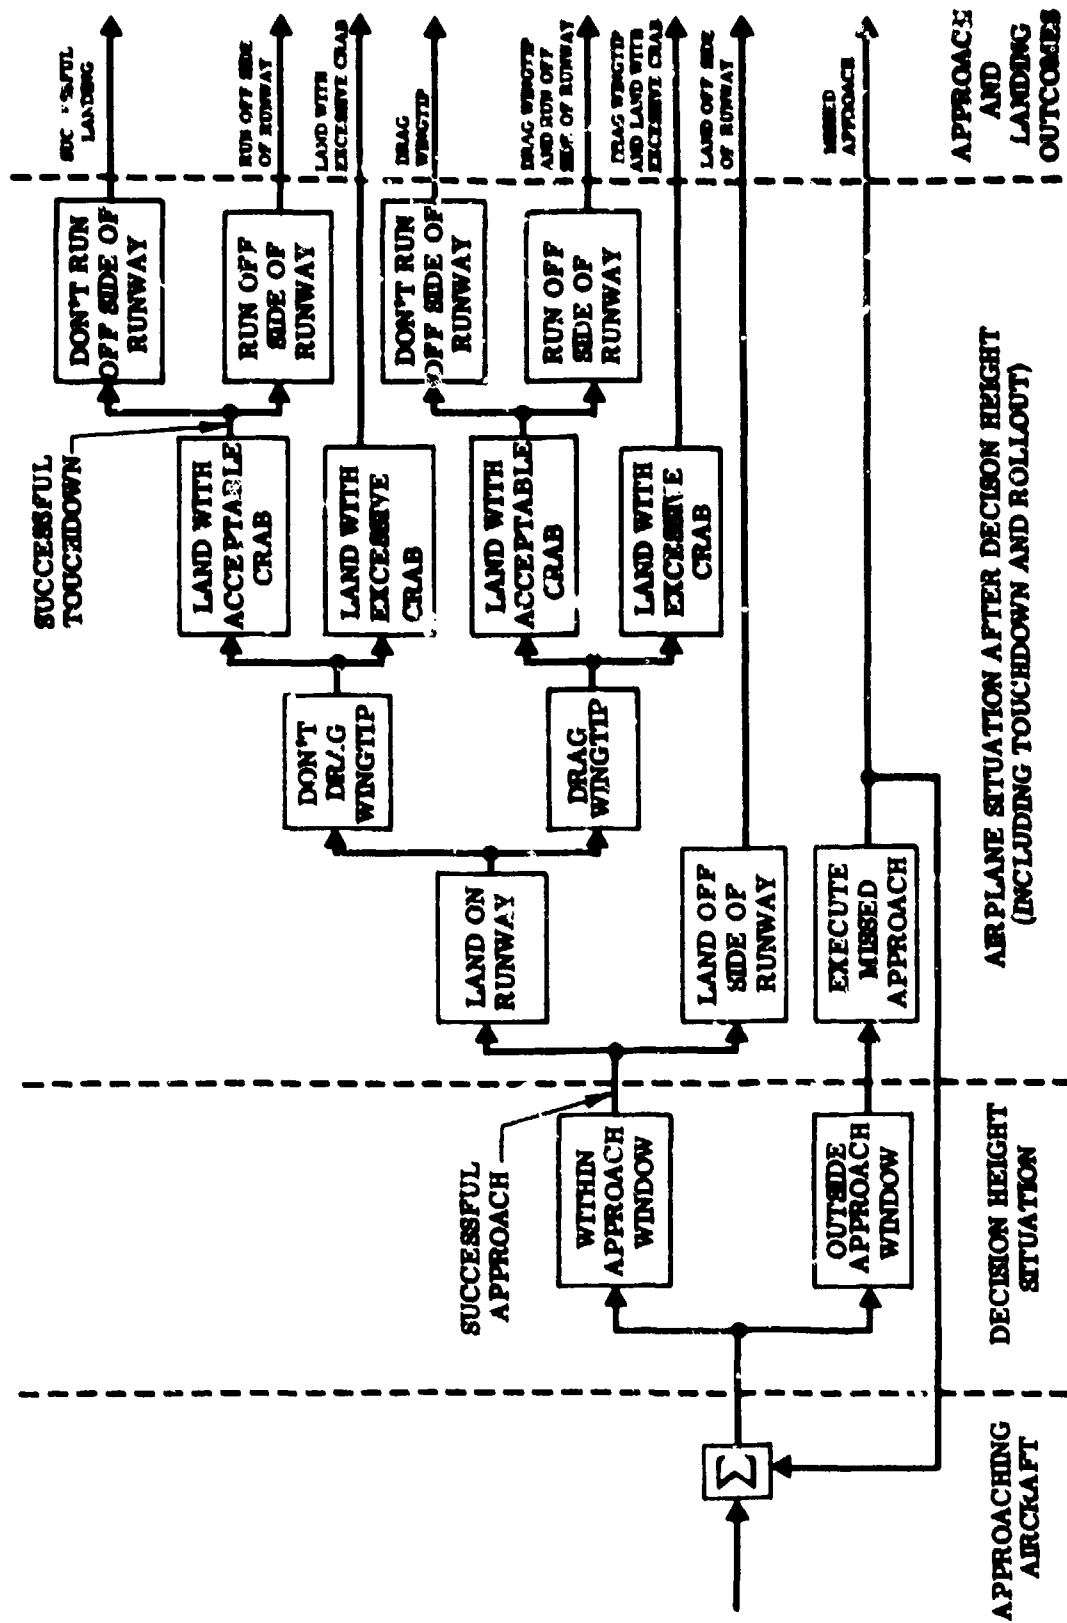 APPROACHING
AIRCRAFT
Σ
DECISION HEIGHT
SITUATION
SUCCESSFUL
APPROACH
WITHIN
APPROACH
WINDOW
OUTSIDE
APPROACH
WINDOW
AIRPLANE SITUATION AFTER DECISON HEIGHT
(INCLUDING TOUCHDOWN AND ROLLOUT)
LAND ON
RUNWAY
LAND OFF
SIDE OF
RUNWAY
EXECUTE
MISSED
APPROACH
DON'T
DRAG
WINGTIP
DRAG
WINGTIP
SUCCESSFUL
TOUCHDOWN
LAND WITH
ACCEPTABLE
CRAB
LAND WITH
EXCESSIVE
CRAB
LAND WITH
ACCEPTABLE
CRAB
LAND WITH
EXCESSIVE
CRAB
DON'T RUN
OFF SIDE OF
RUNWAY
RUN OFF
SIDE OF
RUNWAY
DON'T RUN
OFF SIDE OF
RUNWAY
RUN OFF
SIDE OF
RUNWAY
APPROACH
AND
LANDING
OUTCOMES
SUCCESSFUL
LANDING
RUN OFF SIDE
OF RUNWAY
LAND WITH
EXCESSIVE CRAB
DRAG
WINGTIP
DRAG WINGTIP
AND RUN OFF
SIDE OF RUNWAY
DRAG WINGTIP
AND LAND WITH
EXCESSIVE CRAB
LAND OFF SIDE
OF RUNWAY
MISSED
APPROACH